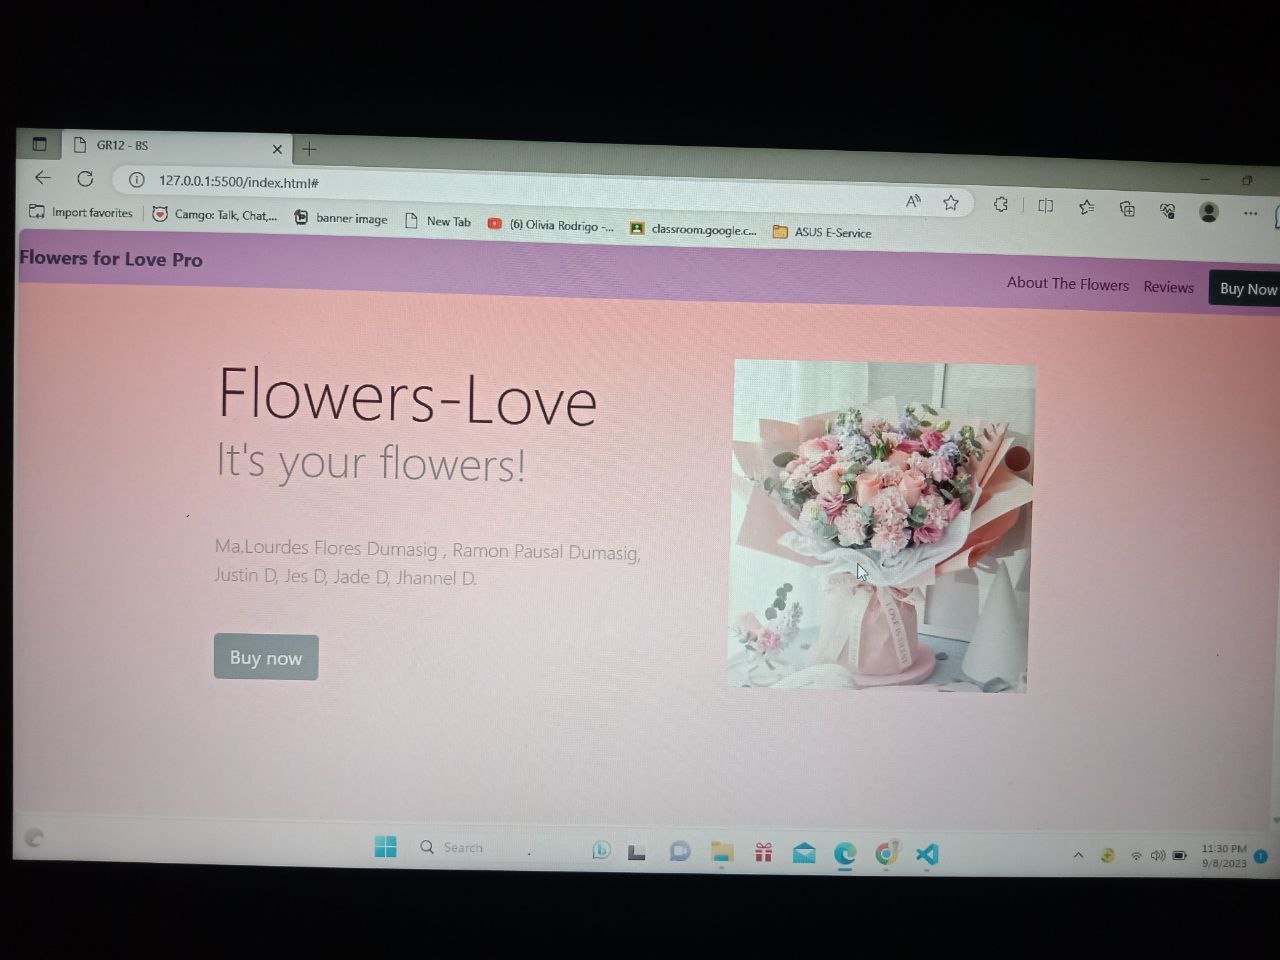 GR12 - BS
127.0.0.1:5500/index.html#
Import favorites
Camgo: Talk, Chat,...
banner image
New Tab
(6) Olivia Rodrigo -...
classroom.google.c...
ASUS E-Service
Flowers for Love Pro
About The Flowers
Reviews
Buy Now
Flowers-Love
It's your flowers!
Ma.Lourdes Flores Dumasig , Ramon Pausal Dumasig,
Justin D, Jes D, Jade D, Jhannel D.
Buy now
Search
11:30 PM
9/8/2023
1